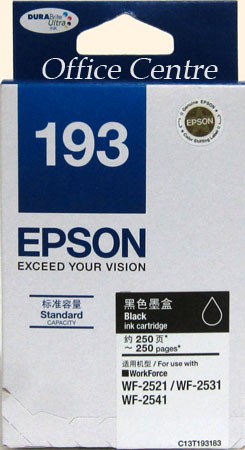 DURABrite
Ultra
ink
Office Centre
Genuine EPSON
EPSON
193
EPSON
EXCEED YOUR VISION
标准容量
Standard
CAPACITY
黑色墨盒
Black
ink cartridge
约 250 页*
~ 250 pages*
适用机型 / For use with
■WorkForce
WF-2521 / WF-2531
WF-2541
C13T193183